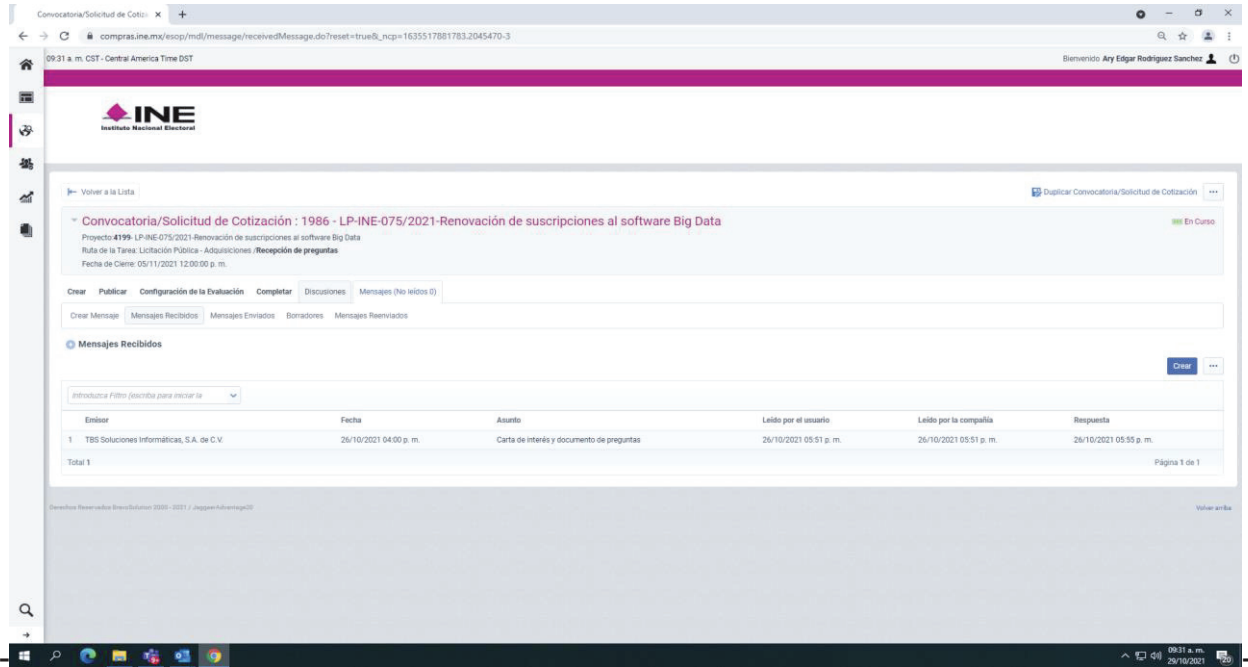 Convocatoria/Solicitud de Cotiz
compras.ine.mx/esop/mdl/message/receivedMessage.do?reset=true&_ncp=1635517881783.2045470-3
09:31 a. m. CST - Central America Time DST
Bienvenido Ary Edgar Rodriguez Sanchez
INE
Instituto Nacional Electoral
Volver a la Lista
Duplicar Convocatoria/Solicitud de Cotización
Convocatoria/Solicitud de Cotización : 1986 - LP-INE-075/2021-Renovación de suscripciones al software Big Data
En Curso
Proyecto:4199- LP-INE-075/2021-Renovación de suscripciones al software Big Data
Ruta de la Tarea: Licitación Pública - Adquisiciones /Recepción de preguntas
Fecha de Cierre: 05/11/2021 12:00:00 p. m.
Crear Publicar Configuración de la Evaluación Completar Discusiones Mensajes (No leídos 0)
Crear Mensaje Mensajes Recibidos Mensajes Enviados Borradores Mensajes Reenviados
Mensajes Recibidos
Crear
Introduzca Filtro (escriba para iniciar la
Emisor Fecha Asunto Leído por el usuario Leído por la compañía Respuesta
1 TBS Soluciones Informáticas, S.A. de C.V. 26/10/2021 04:00 p. m. Carta de interés y documento de preguntas 26/10/2021 05:51 p. m. 26/10/2021 05:51 p. m. 26/10/2021 05:55 p. m.
Total 1
Página 1 de 1
Derechos Reservados 2000 - 2021 /
Volver arriba
09:31 a. m.
29/10/2021
20